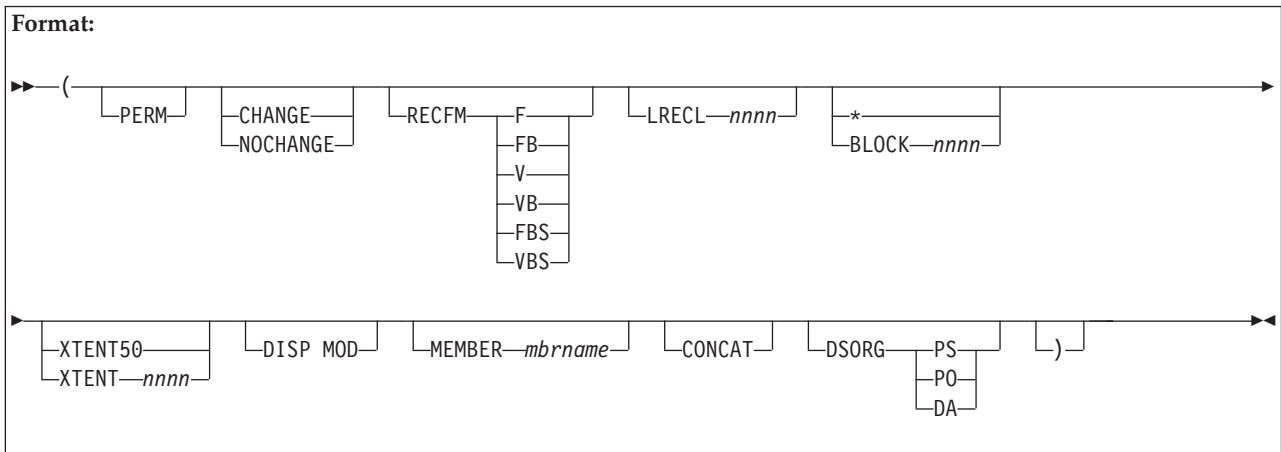 Format:
(
PERM CHANGE RECFM F LRECL nnnn *
NOCHANGE FB BLOCK nnnn
V
VB
FBS
VBS
XTENT50 DISP MOD MEMBER mbrname CONCAT DSORG PS )
XTENT nnnn PO
DA